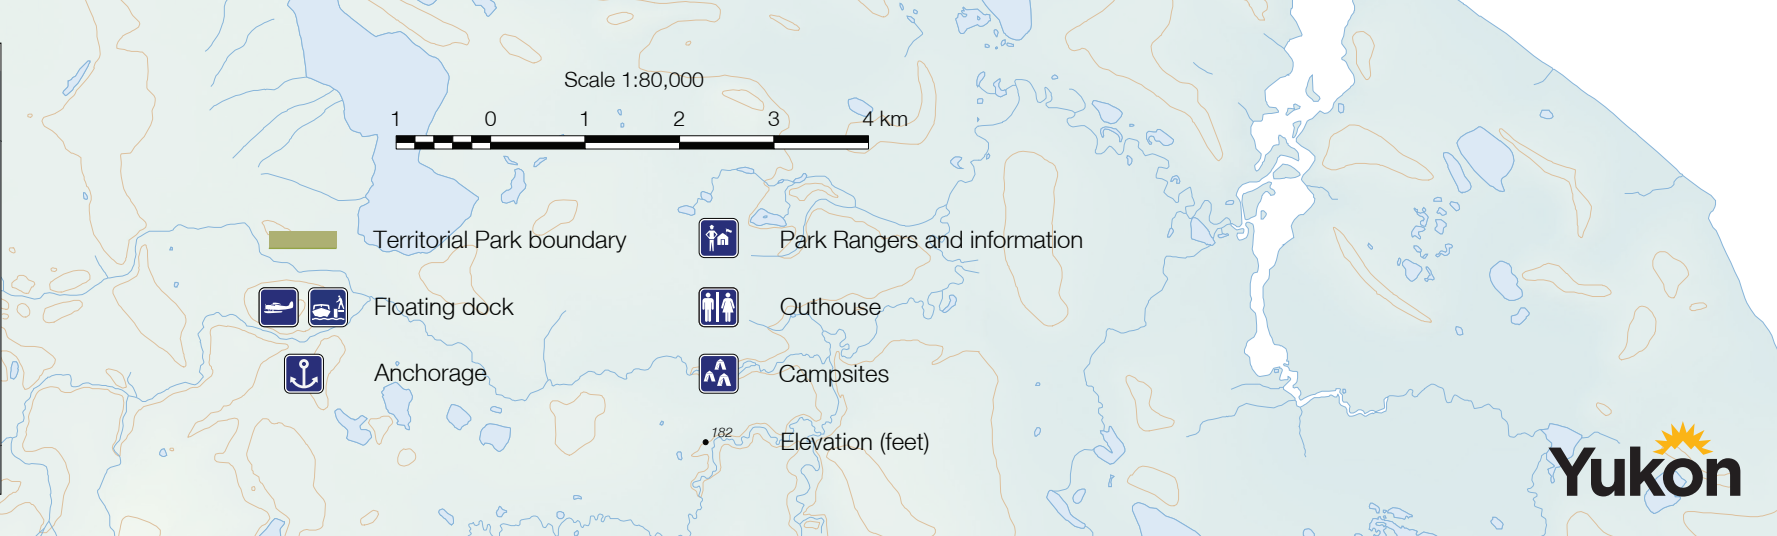 Scale 1:80,000
1 0 1 2 3 4 km
Territorial Park boundary
Floating dock
Anchorage
Park Rangers and information
Outhouse
Campsites
182
Elevation (feet)
Yukon